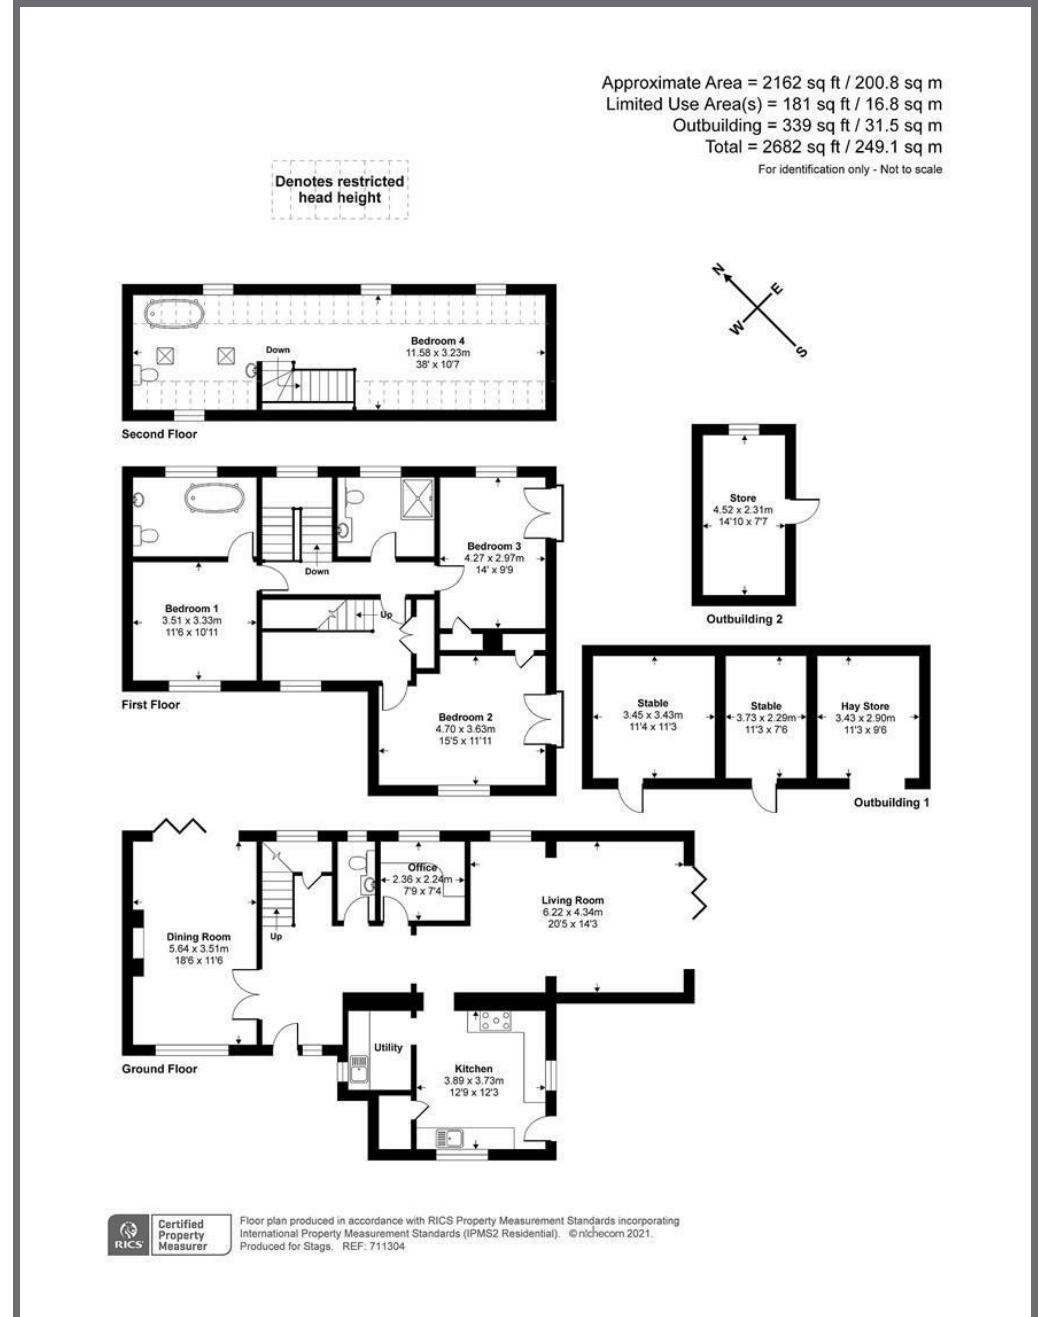 Approximate Area = 2162 sq ft / 200.8 sq m
Limited Use Area(s) = 181 sq ft / 16.8 sq m
Outbuilding = 339 sq ft / 31.5 sq m
Total = 2682 sq ft / 249.1 sq m
For identification only - Not to scale
Denotes restricted
head height
N
E
W
S
Bedroom 4
11.58 x 3.23m
38' x 10'7
Down
Second Floor
Store
4.52 x 2.31m
14'10 x 7'7
Outbuilding 2
Bedroom 3
4.27 x 2.97m
14' x 9'9
Down
Bedroom 1
3.51 x 3.33m
11'6 x 10'11
Up
Bedroom 2
4.70 x 3.63m
15'5 x 11'11
First Floor
Stable
3.45 x 3.43m
11'4 x 11'3
Stable
3.73 x 2.29m
11'3 x 7'6
Hay Store
3.43 x 2.90m
11'3 x 9'6
Outbuilding 1
Office
2.36 x 2.24m
7'9 x 7'4
Living Room
6.22 x 4.34m
20'5 x 14'3
Dining Room
5.64 x 3.51m
18'6 x 11'6
Up
Utility
Kitchen
3.89 x 3.73m
12'9 x 12'3
Ground Floor
RICS
Certified
Property
Measurer
Floor plan produced in accordance with RICS Property Measurement Standards incorporating
International Property Measurement Standards (IPMS2 Residential). ©nichecom 2021.
Produced for Stags. REF: 711304